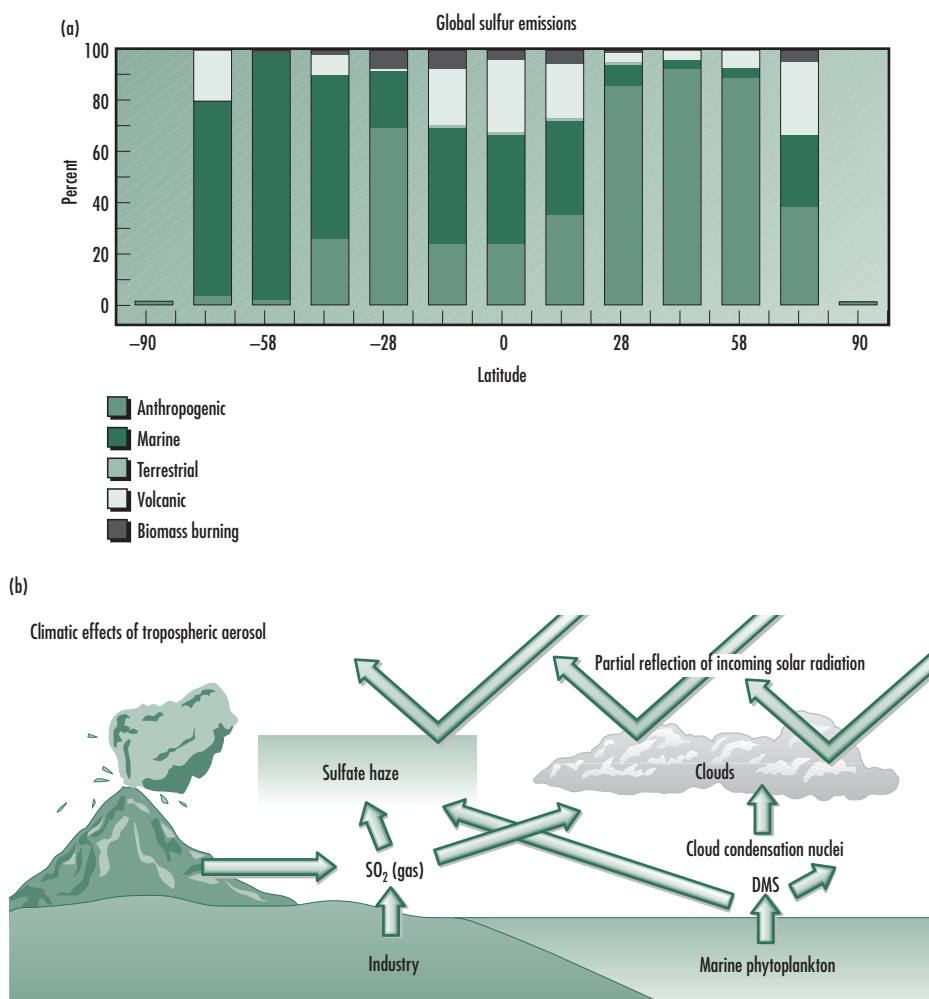 (a)
Global sulfur emissions
100
80
60
40
20
0
Percent
–90
–58
–28
0
28
58
90
Latitude
Anthropogenic
Marine
Terrestrial
Volcanic
Biomass burning
(b)
Climatic effects of tropospheric aerosol
Partial reflection of incoming solar radiation
Sulfate haze
Clouds
SO₂ (gas)
Cloud condensation nuclei
DMS
Industry
Marine phytoplankton